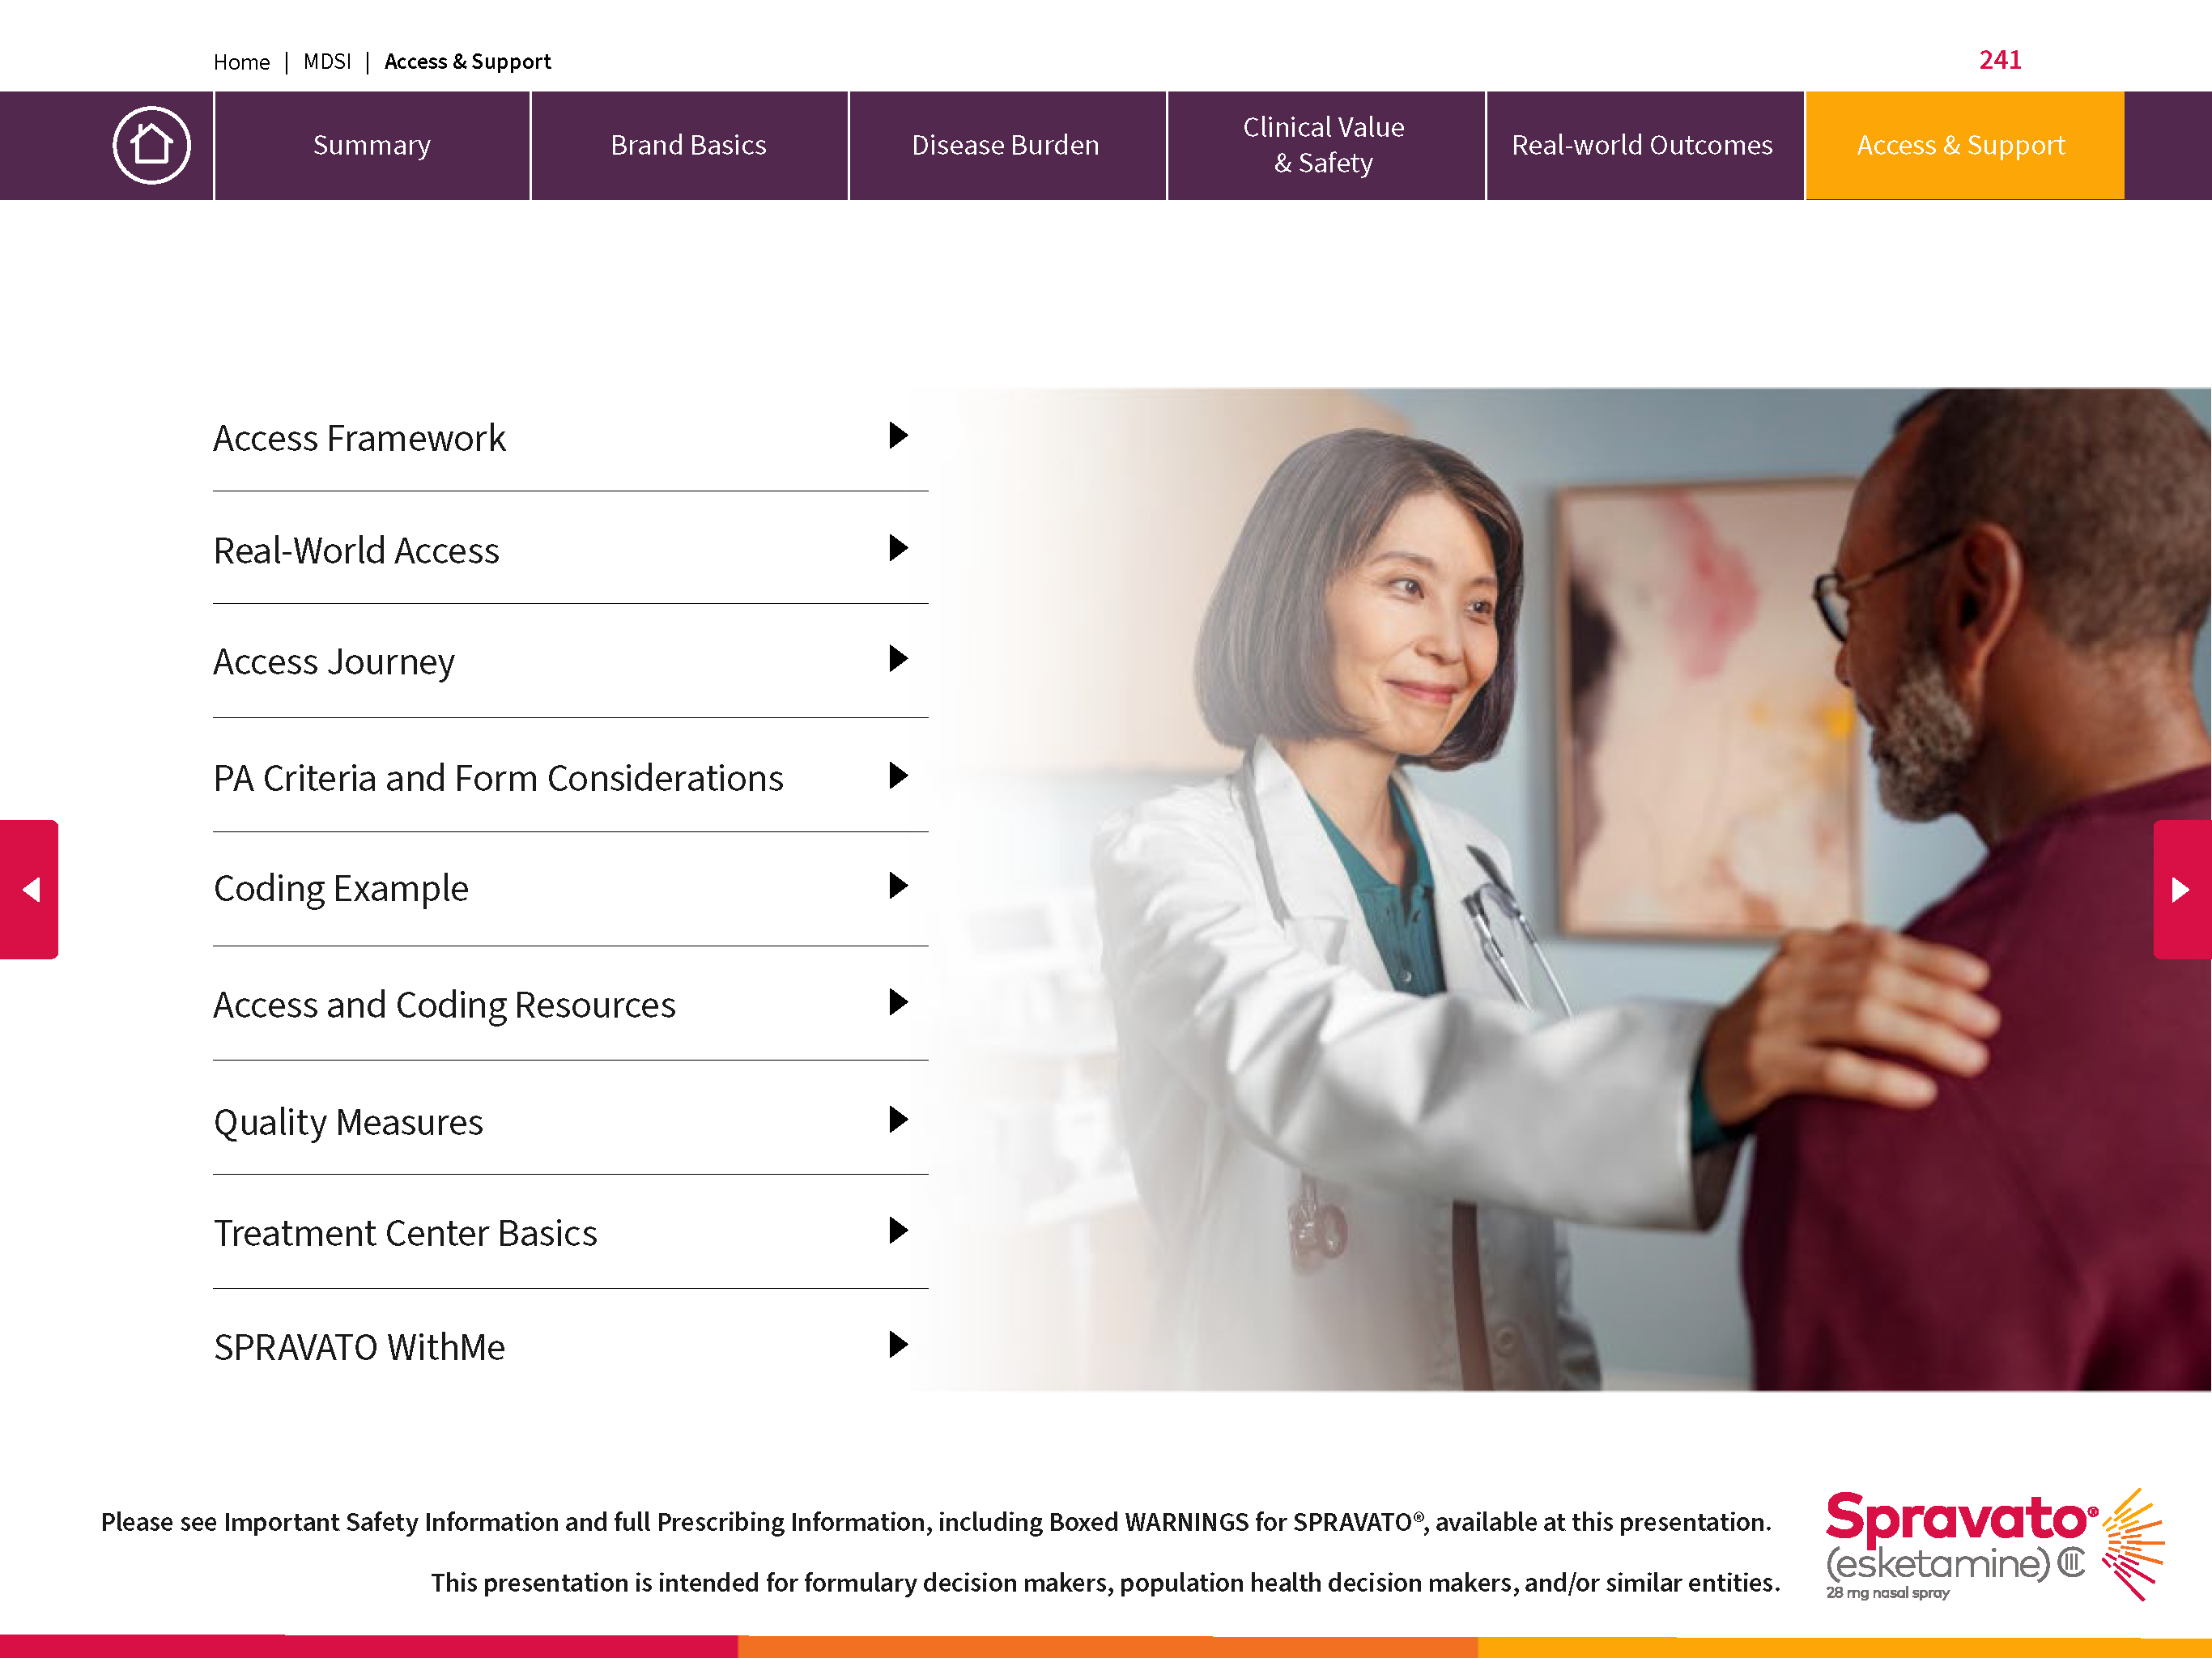 Home | MDSI | Access & Support
241
Summary
Brand Basics
Disease Burden
Clinical Value
& Safety
Real-world Outcomes
Access & Support
Access Framework
Real-World Access
Access Journey
PA Criteria and Form Considerations
Coding Example
Access and Coding Resources
Quality Measures
Treatment Center Basics
SPRAVATO WithMe
Please see Important Safety Information and full Prescribing Information, including Boxed WARNINGS for SPRAVATO®, available at this presentation.
This presentation is intended for formulary decision makers, population health decision makers, and/or similar entities.
Spravato®
(esketamine) CIII
28 mg nasal spray